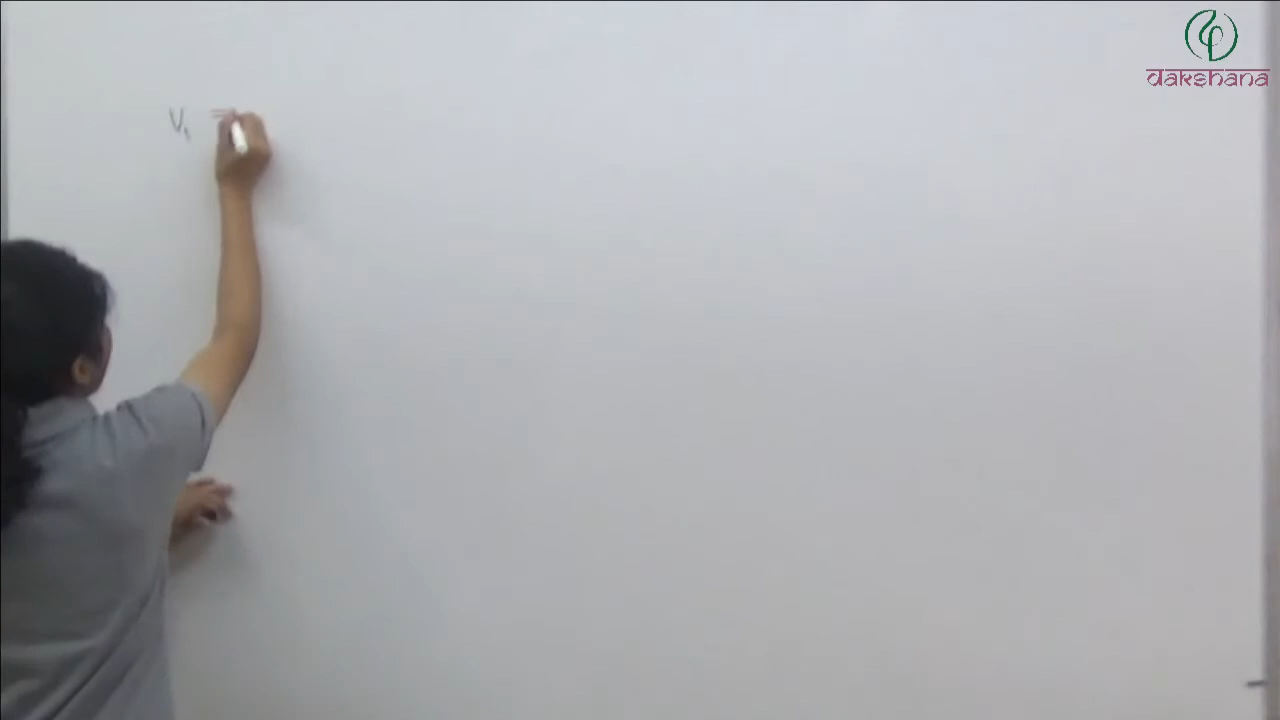 dakshana
V₁ =